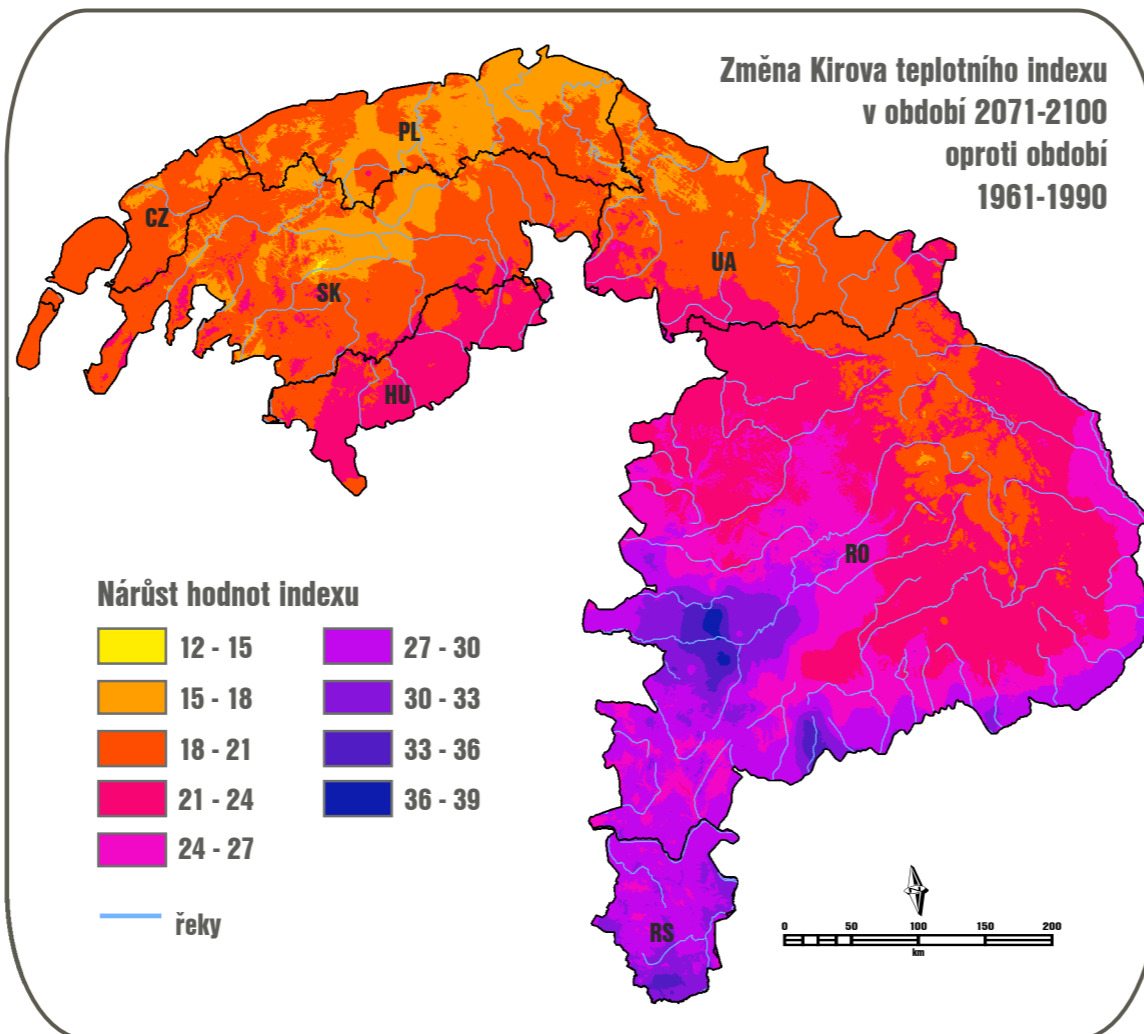 Změna Kirova teplotního indexu
v období 2071-2100
oproti období
1961-1990
PL
CZ
UA
SK
HU
RO
RS
Nárůst hodnot indexu
12 - 15
15 - 18
18 - 21
21 - 24
24 - 27
27 - 30
30 - 33
33 - 36
36 - 39
řeky
0 50 100 150 200
km